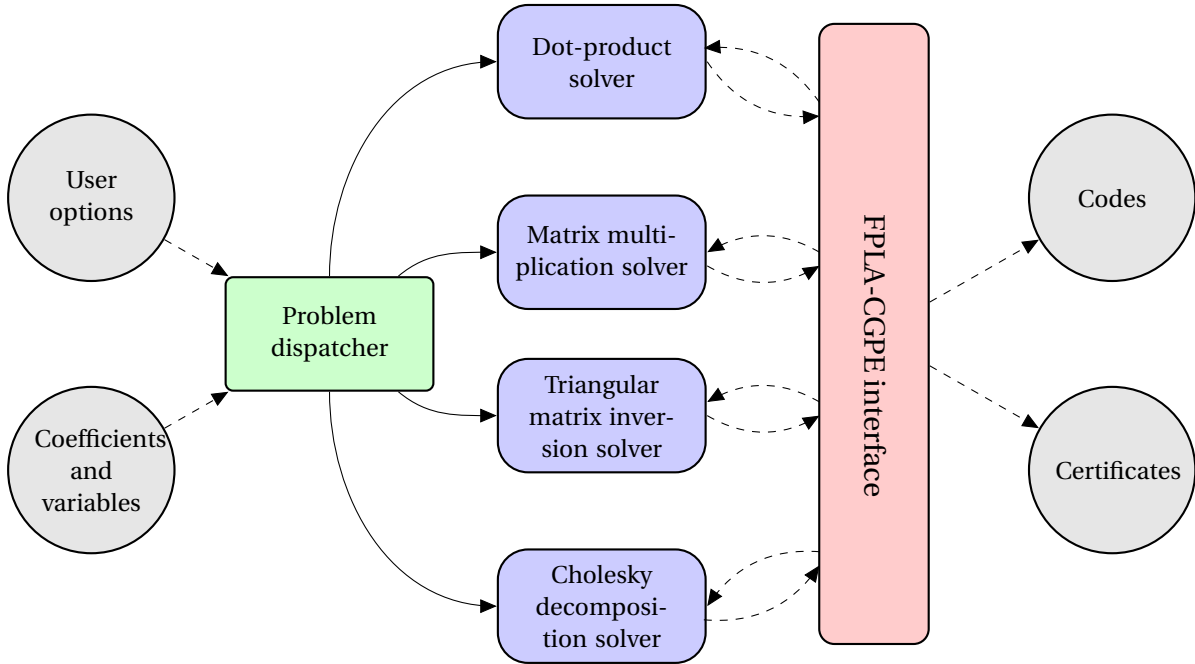 User
options
Coefficients
and
variables
Problem
dispatcher
Dot-product
solver
Matrix multi-
plication solver
Triangular
matrix inver-
sion solver
Cholesky
decomposi-
tion solver
FPLA-CGPE interface
Codes
Certificates